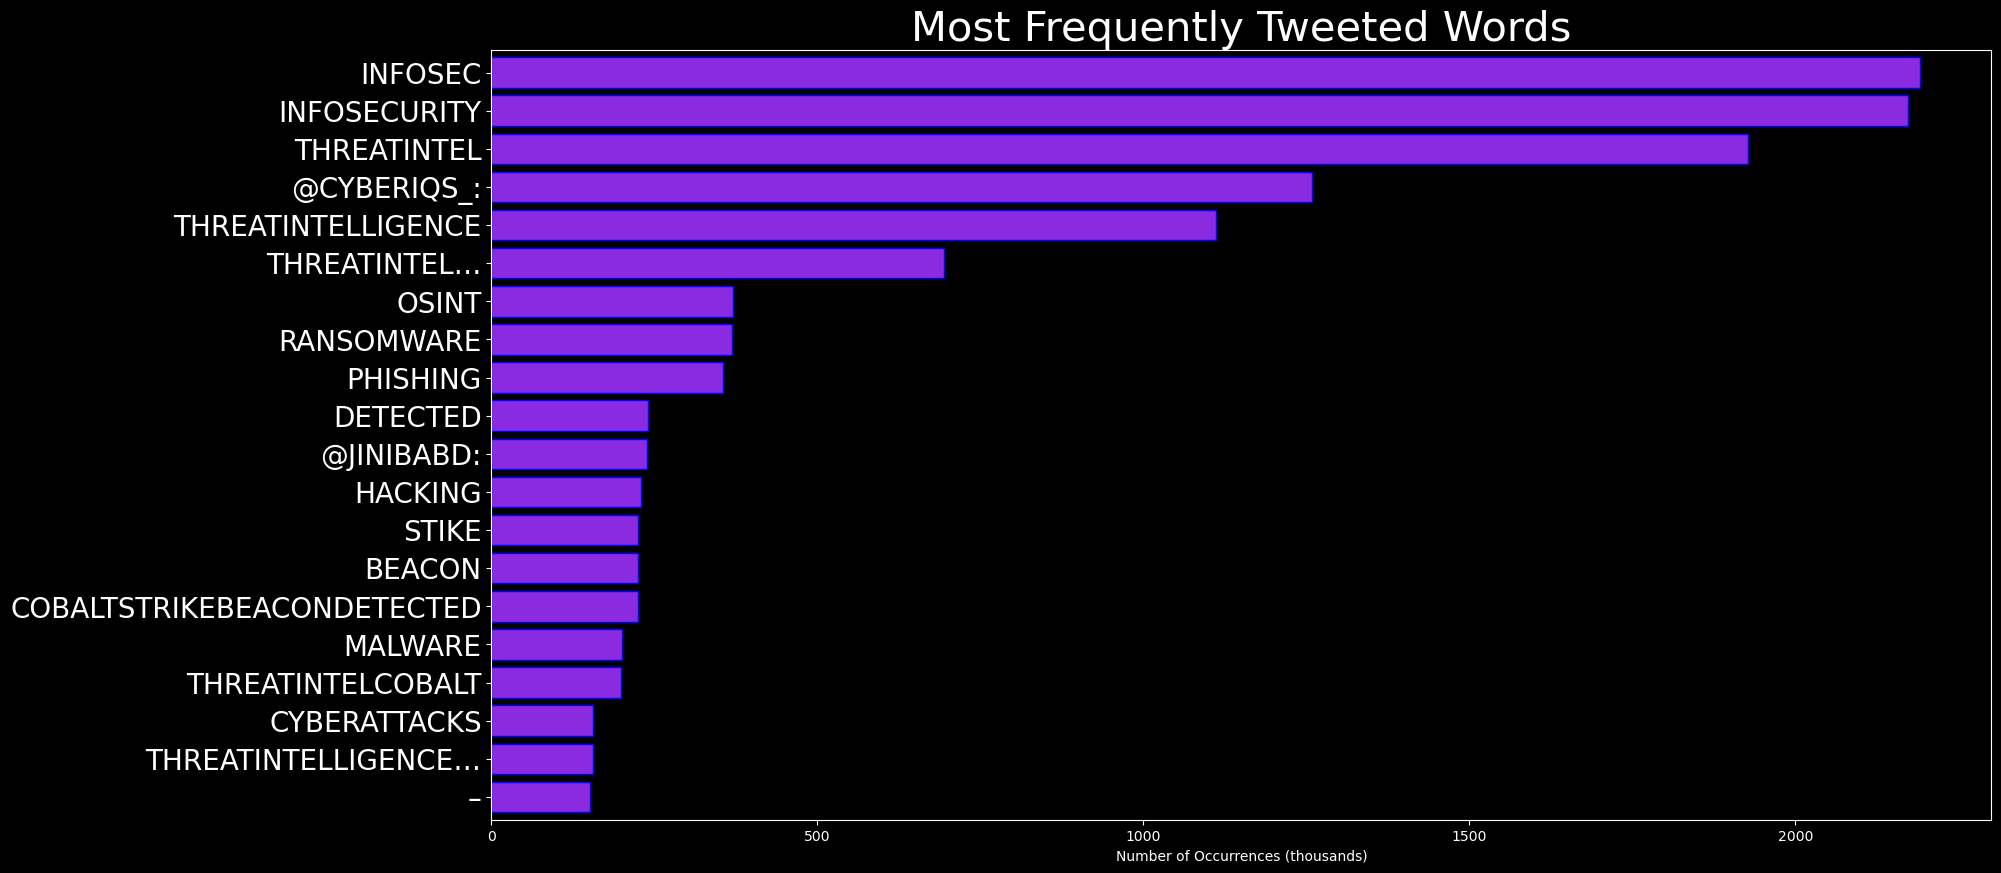 Most Frequently Tweeted Words
INFOSEC
INFOSECURITY
THREATINTEL
@CYBERIQS_:
THREATINTELLIGENCE
THREATINTEL…
OSINT
RANSOMWARE
PHISHING
DETECTED
@JINIBABD:
HACKING
STIKE
BEACON
COBALTSTRIKEBEACONDETECTED
MALWARE
THREATINTELCOBALT
CYBERATTACKS
THREATINTELLIGENCE…
–
0 500 1000 1500 2000
Number of Occurrences (thousands)